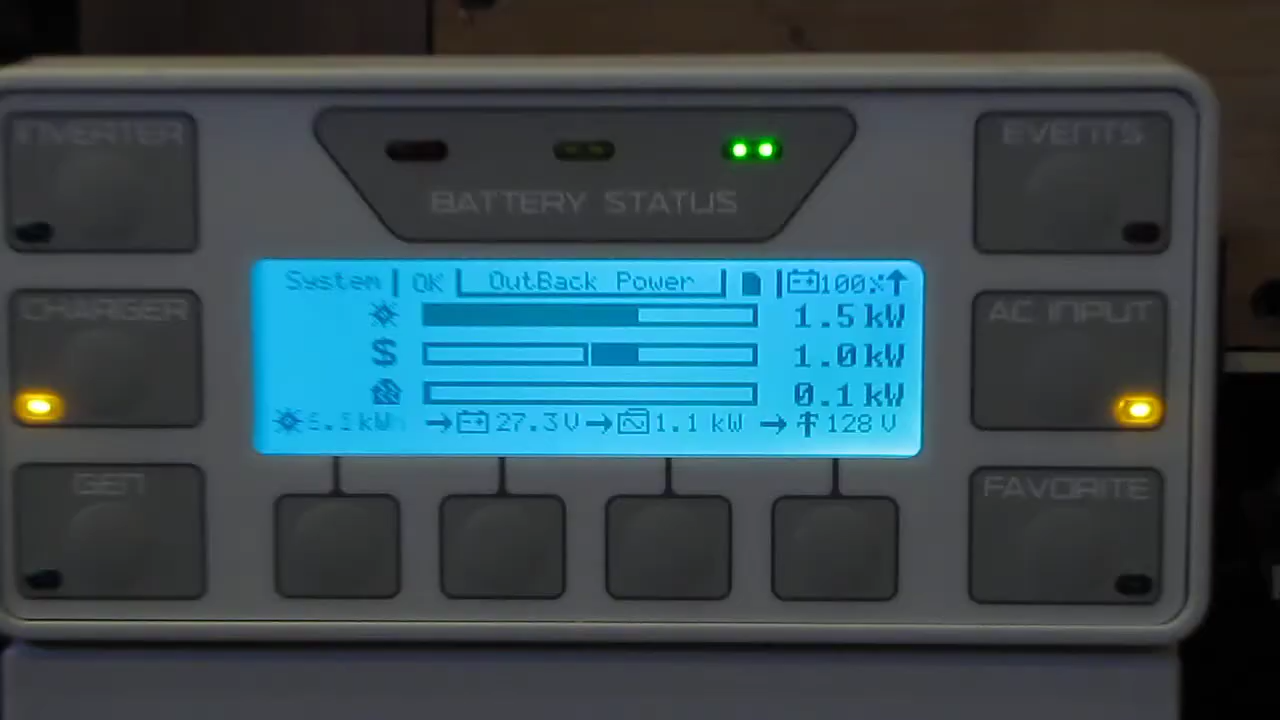 INVERTER
EVENTS
BATTERY STATUS
System OK OutBack Power 100%
1.5 kW
CHARGER
AC INPUT
$ 1.0 kW
0.1 kW
27.3 V 1.1 kW 128 V
GEN
FAVORITE